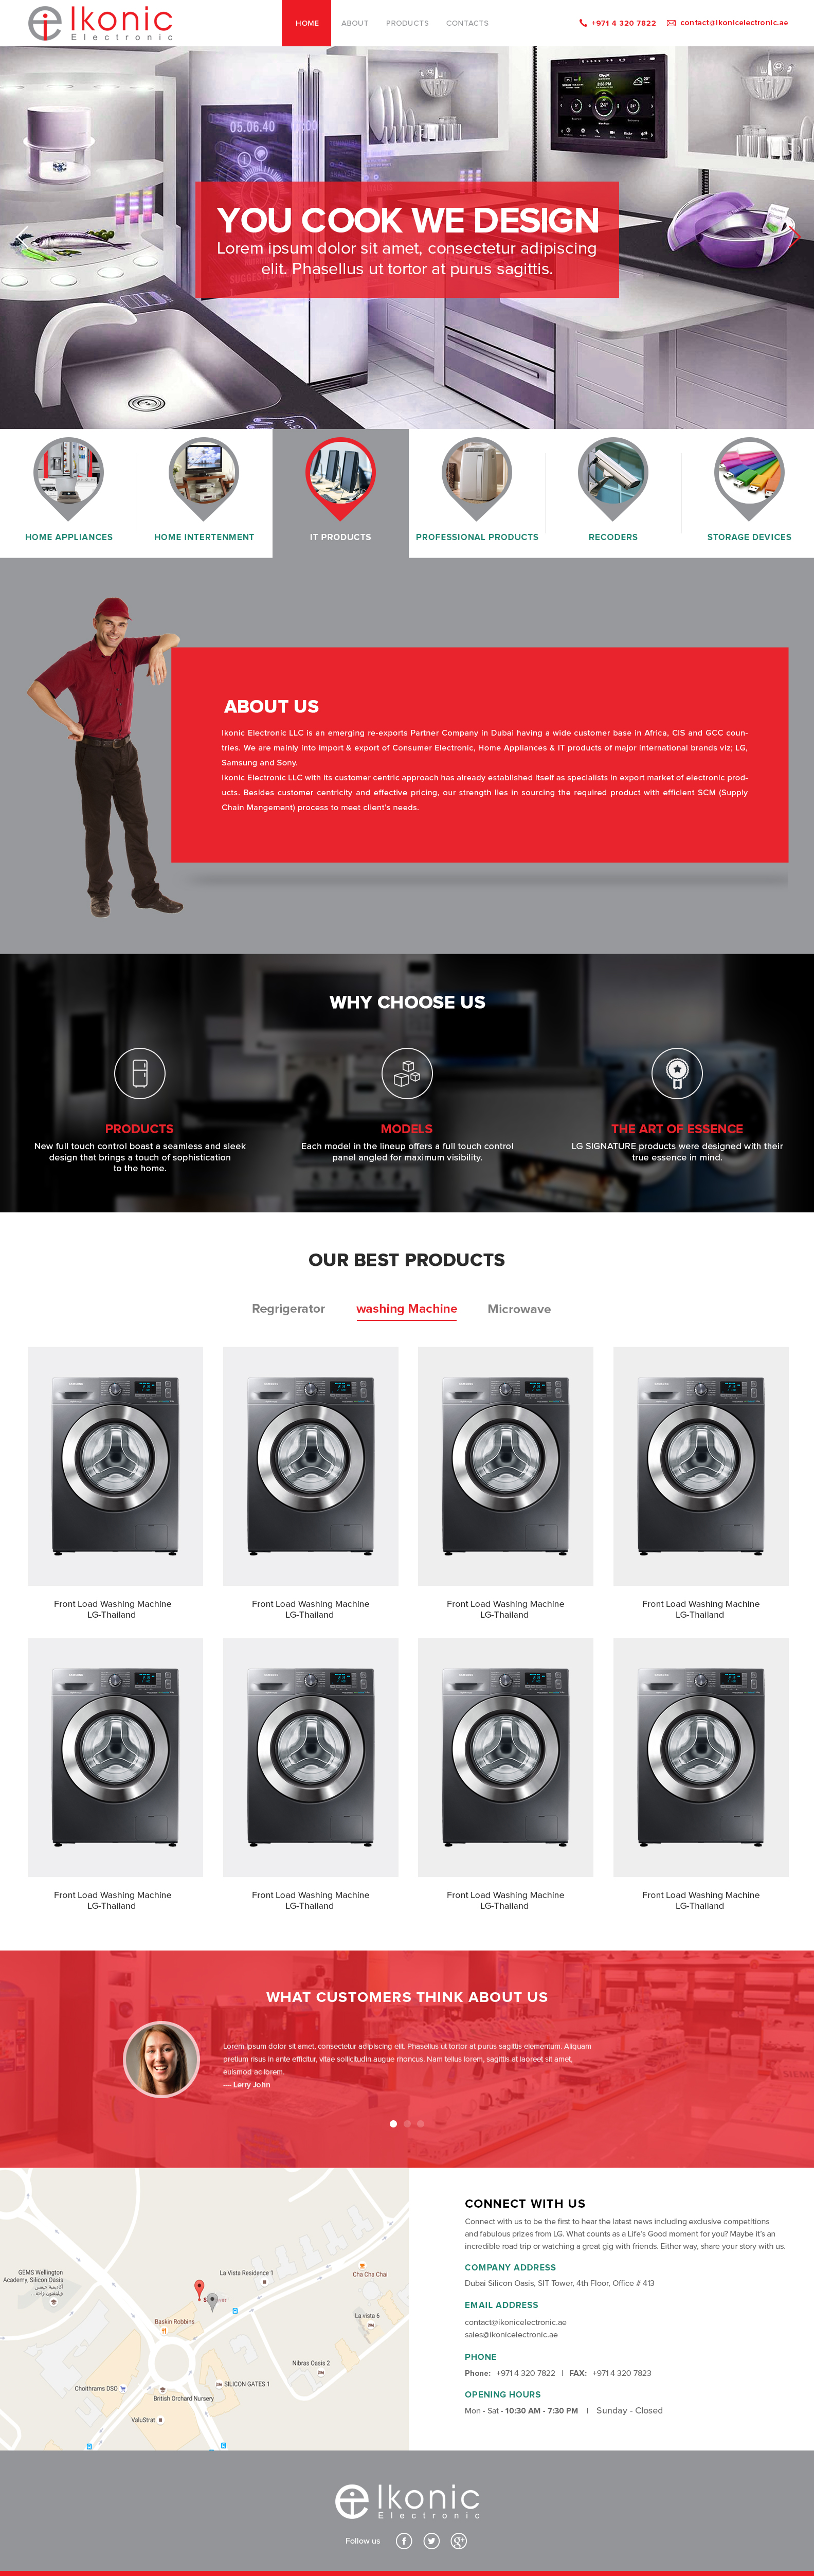 Ikonic
Electronic
HOME ABOUT PRODUCTS CONTACTS
+971 4 320 7822 contact@ikonicelectronic.ae
05.06.40
YOU COOK WE DESIGN
Lorem ipsum dolor sit amet, consectetur adipiscing
elit. Phasellus ut tortor at purus sagittis.
HOME APPLIANCES HOME INTERTENMENT IT PRODUCTS PROFESSIONAL PRODUCTS RECODERS STORAGE DEVICES
ABOUT US
Ikonic Electronic LLC is an emerging re-exports Partner Company in Dubai having a wide customer base in Africa, CIS and GCC coun-
tries. We are mainly into import & export of Consumer Electronic, Home Appliances & IT products of major international brands viz; LG,
Samsung and Sony.
Ikonic Electronic LLC with its customer centric approach has already established itself as specialists in export market of electronic prod-
ucts. Besides customer centricity and effective pricing, our strength lies in sourcing the required product with efficient SCM (Supply
Chain Mangement) process to meet client's needs.
WHY CHOOSE US
PRODUCTS
New full touch control boast a seamless and sleek
design that brings a touch of sophistication
to the home.
MODELS
Each model in the lineup offers a full touch control
panel angled for maximum visibility.
THE ART OF ESSENCE
LG SIGNATURE products were designed with their
true essence in mind.
OUR BEST PRODUCTS
Regrigerator washing Machine Microwave
Front Load Washing Machine
LG-Thailand
Front Load Washing Machine
LG-Thailand
Front Load Washing Machine
LG-Thailand
Front Load Washing Machine
LG-Thailand
Front Load Washing Machine
LG-Thailand
Front Load Washing Machine
LG-Thailand
Front Load Washing Machine
LG-Thailand
Front Load Washing Machine
LG-Thailand
WHAT CUSTOMERS THINK ABOUT US
Lorem ipsum dolor sit amet, consectetur adipiscing elit. Phasellus ut tortor at purus sagittis elementum. Aliquam
pretium risus in ante efficitur, vitae sollicitudin augue rhoncus. Nam tellus lorem, sagittis at laoreet sit amet,
euismod ac lorem.
— Lerry John
GEMS Wellington
Academy, Silicon Oasis
La Vista Residence 1
Cha Cha Chai
La vista 6
Baskin Robbins
Nibras Oasis 2
SILICON GATES 1
Choithrams DSO
British Orchard Nursery
ValuStrat
CONNECT WITH US
Connect with us to be the first to hear the latest news including exclusive competitions
and fabulous prizes from LG. What counts as a Life's Good moment for you? Maybe it's an
incredible road trip or watching a great gig with friends. Either way, share your story with us.
COMPANY ADDRESS
Dubai Silicon Oasis, SIT Tower, 4th Floor, Office # 413
EMAIL ADDRESS
contact@ikonicelectronic.ae
sales@ikonicelectronic.ae
PHONE
Phone: +971 4 320 7822 | FAX: +971 4 320 7823
OPENING HOURS
Mon - Sat - 10:30 AM - 7:30 PM | Sunday - Closed
Ikonic
Electronic
Follow us